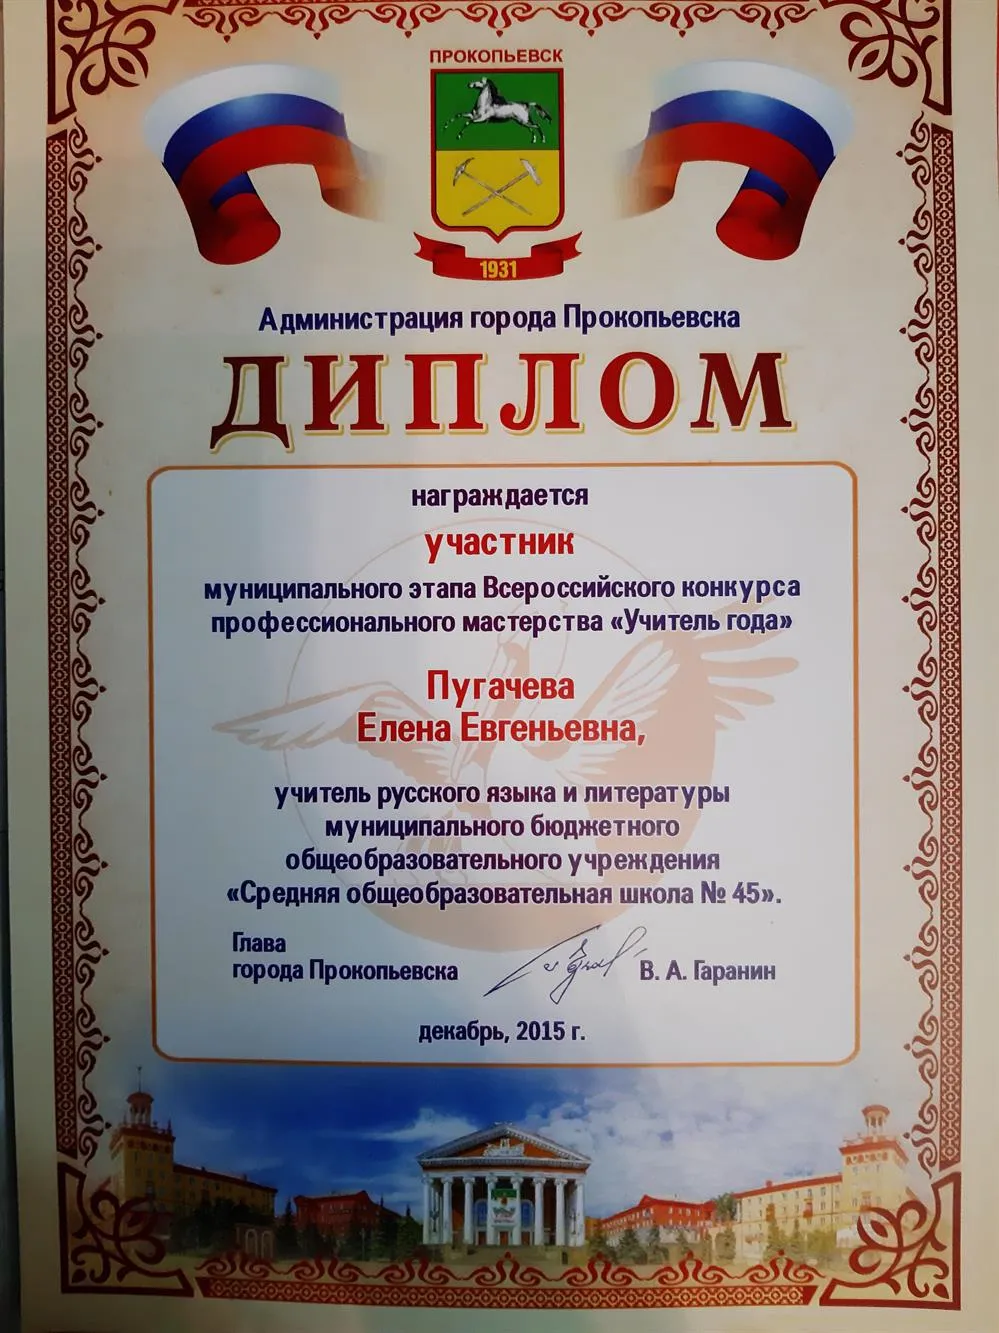 ПРОКОПЬЕВСК
1931
Администрация города Прокопьевска
ДИПЛОМ
награждается
участник
муниципального этапа Всероссийского конкурса
профессионального мастерства «Учитель года»
Пугачева
Елена Евгеньевна,
учитель русского языка и литературы
муниципального бюджетного
общеобразовательного учреждения
«Средняя общеобразовательная школа № 45».
Глава
города Прокопьевска В. А. Гаранин
декабрь, 2015 г.